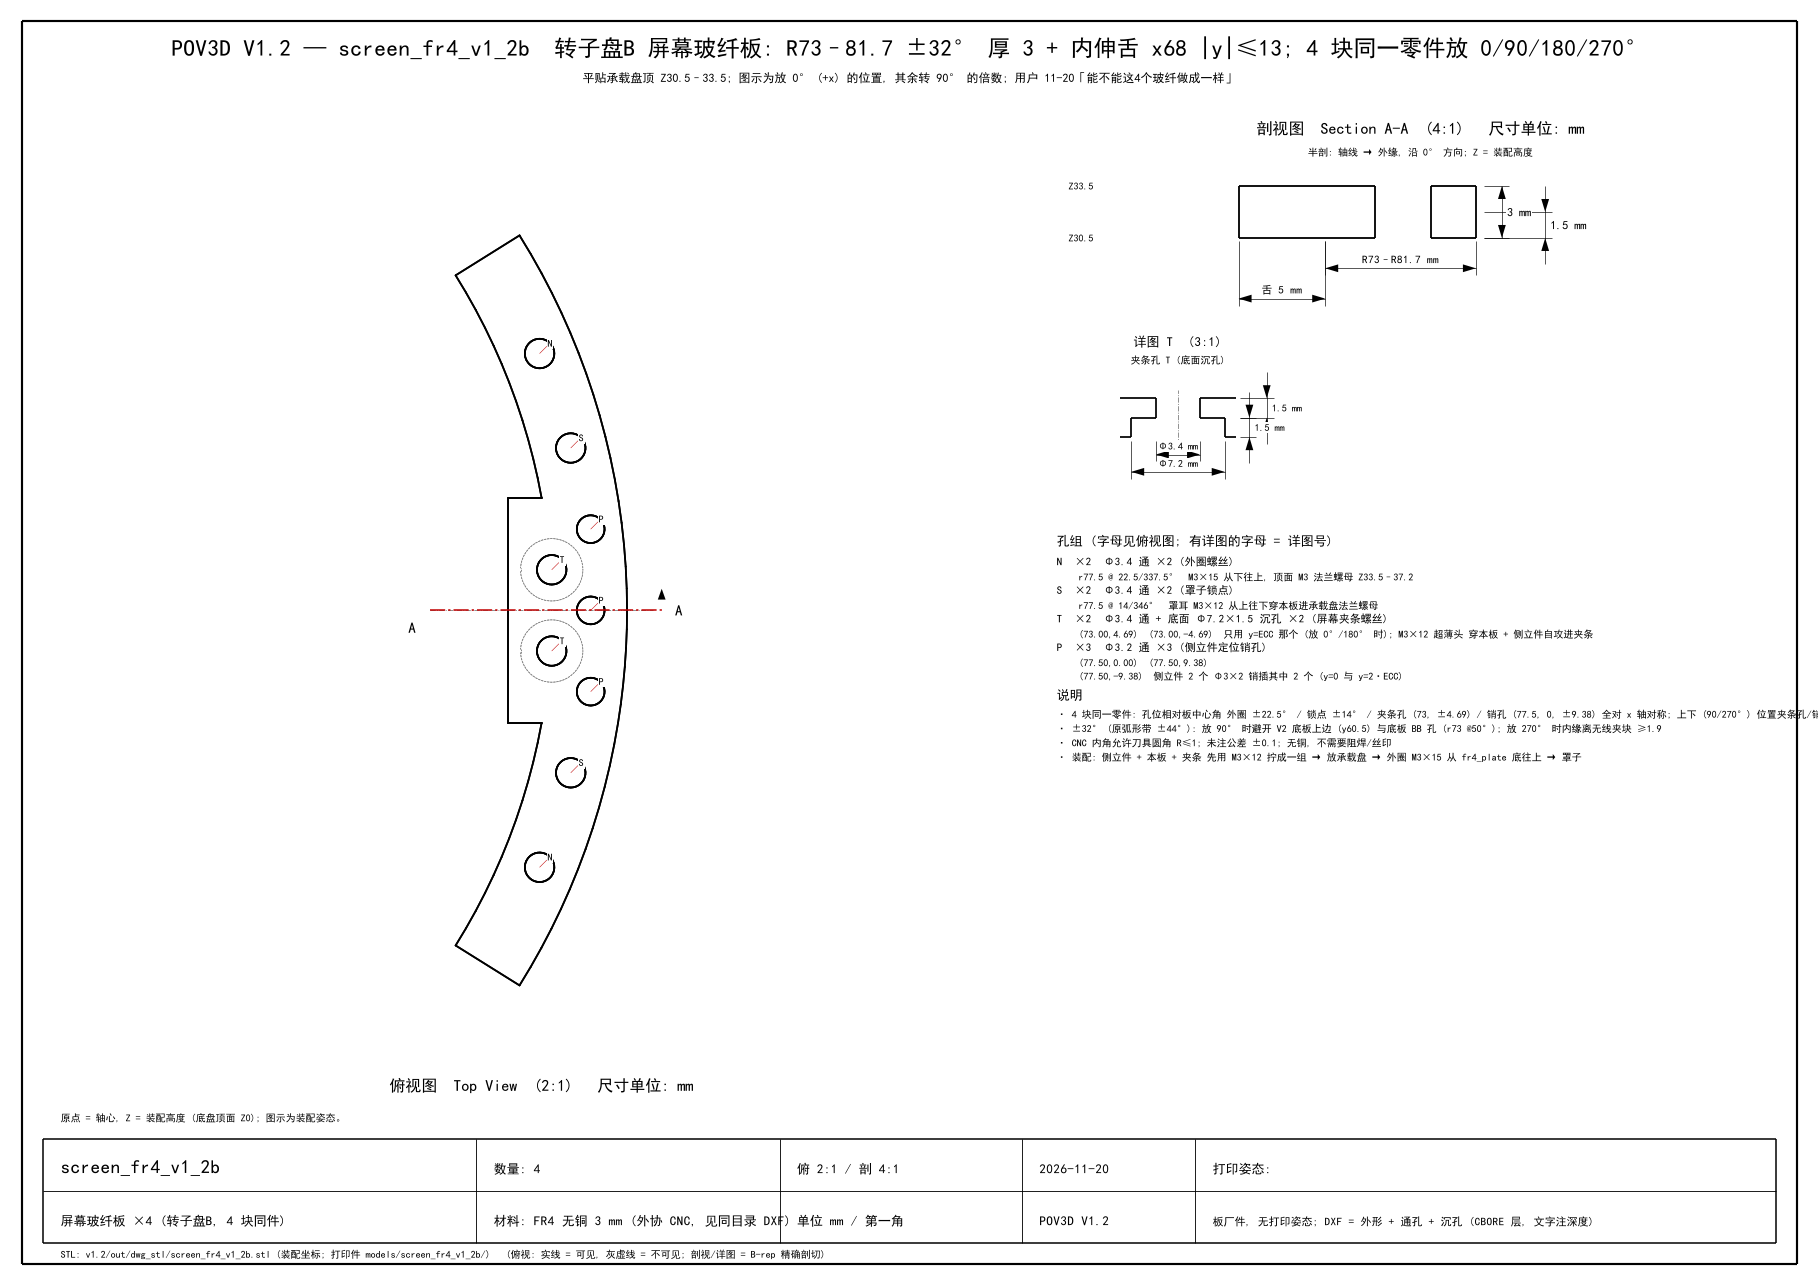 POV3D V1.2 — screen_fr4_v1_2b 转子盘B 屏幕玻纤板: R73–81.7 ±32° 厚 3 + 内伸舌 x68 |y|≤13; 4 块同一零件放 0/90/180/270°
平贴承载盘顶 Z30.5–33.5; 图示为放 0° (+x) 的位置, 其余转 90° 的倍数; 用户 11-20「能不能这4个玻纤做成一样」
剖视图 Section A-A (4:1) 尺寸单位: mm
半剖: 轴线 → 外缘, 沿 0° 方向; Z = 装配高度
Z33.5
Z30.5
3 mm
1.5 mm
R73–R81.7 mm
舌 5 mm
详图 T (3:1)
夹条孔 T (底面沉孔)
1.5 mm
1.5 mm
Φ3.4 mm
Φ7.2 mm
N
S
P
T
P
T
P
S
N
A
A
孔组 (字母见俯视图; 有详图的字母 = 详图号)
N ×2 Φ3.4 通 ×2 (外圈螺丝)
r77.5 @ 22.5/337.5° M3×15 从下往上, 顶面 M3 法兰螺母 Z33.5–37.2
S ×2 Φ3.4 通 ×2 (罩子锁点)
r77.5 @ 14/346° 罩耳 M3×12 从上往下穿本板进承载盘法兰螺母
T ×2 Φ3.4 通 + 底面 Φ7.2×1.5 沉孔 ×2 (屏幕夹条螺丝)
(73.00,4.69) (73.00,-4.69) 只用 y=ECC 那个 (放 0°/180° 时); M3×12 超薄头 穿本板 + 侧立件自攻进夹条
P ×3 Φ3.2 通 ×3 (侧立件定位销孔)
(77.50,0.00) (77.50,9.38)
(77.50,-9.38) 侧立件 2 个 Φ3×2 销插其中 2 个 (y=0 与 y=2·ECC)
说明
· 4 块同一零件: 孔位相对板中心角 外圈 ±22.5° / 锁点 ±14° / 夹条孔 (73, ±4.69) / 销孔 (77.5, 0, ±9.38) 全对 x 轴对称; 上下 (90/270°) 位置夹条孔/
· ±32° (原弧形带 ±44°): 放 90° 时避开 V2 底板上边 (y60.5) 与底板 BB 孔 (r73 @50°); 放 270° 时内缘离无线夹块 ≥1.9
· CNC 内角允许刀具圆角 R≤1; 未注公差 ±0.1; 无铜, 不需要阻焊/丝印
· 装配: 侧立件 + 本板 + 夹条 先用 M3×12 拧成一组 → 放承载盘 → 外圈 M3×15 从 fr4_plate 底往上 → 罩子
俯视图 Top View (2:1) 尺寸单位: mm
原点 = 轴心, Z = 装配高度 (底盘顶面 Z0); 图示为装配姿态。
screen_fr4_v1_2b
数量: 4
俯 2:1 / 剖 4:1
2026-11-20
打印姿态:
屏幕玻纤板 ×4 (转子盘B, 4 块同件)
材料: FR4 无铜 3 mm (外协 CNC, 见同目录 DXF)
单位 mm / 第一角
POV3D V1.2
板厂件, 无打印姿态; DXF = 外形 + 通孔 + 沉孔 (CBORE 层, 文字注深度)
STL: v1.2/out/dwg_stl/screen_fr4_v1_2b.stl (装配坐标; 打印件 models/screen_fr4_v1_2b/) (俯视: 实线 = 可见, 灰虚线 = 不可见; 剖视/详图 = B-rep 精确剖切)